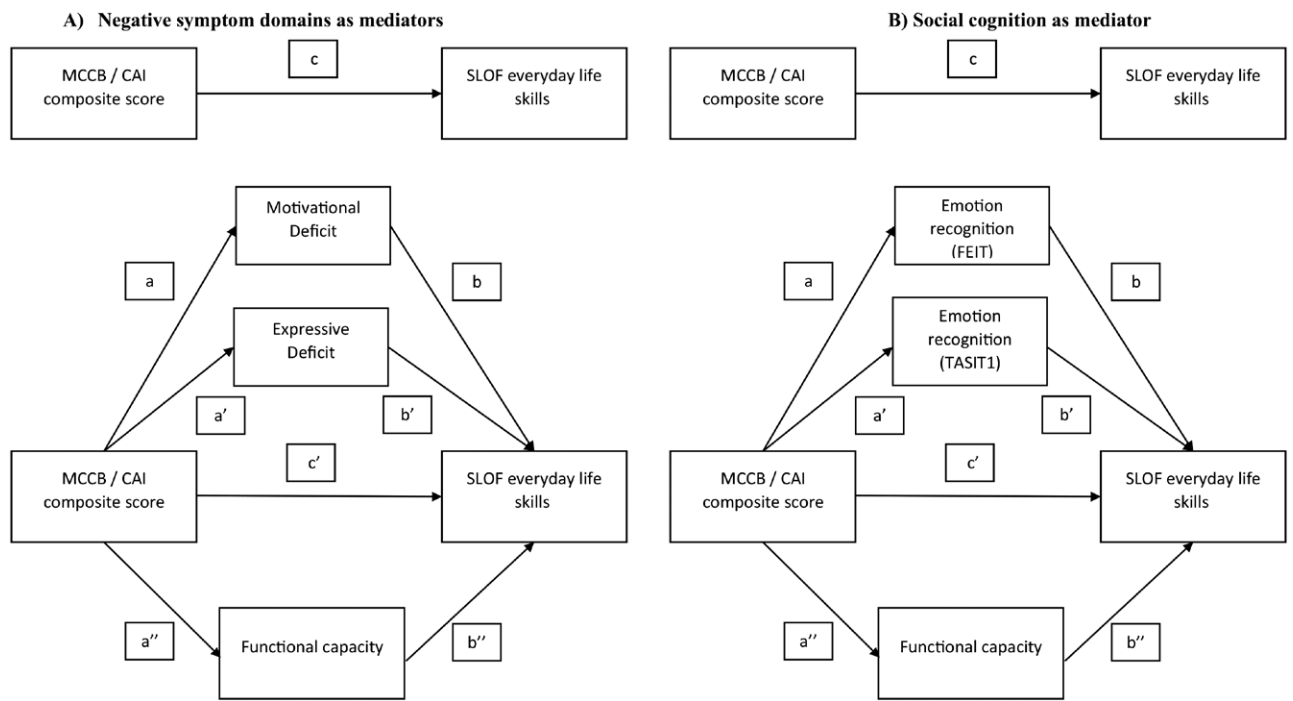 A) Negative symptom domains as mediators
c
MCCB / CAI
composite score
SLOF everyday life
skills
Motivational
Deficit
a
b
Expressive
Deficit
a’
b’
c’
MCCB / CAI
composite score
SLOF everyday life
skills
a’’
b’’
Functional capacity
B) Social cognition as mediator
c
MCCB / CAI
composite score
SLOF everyday life
skills
Emotion
recognition
(FEIT)
a
b
Emotion
recognition
(TASIT1)
a’
b’
c’
MCCB / CAI
composite score
SLOF everyday life
skills
a’’
b’’
Functional capacity